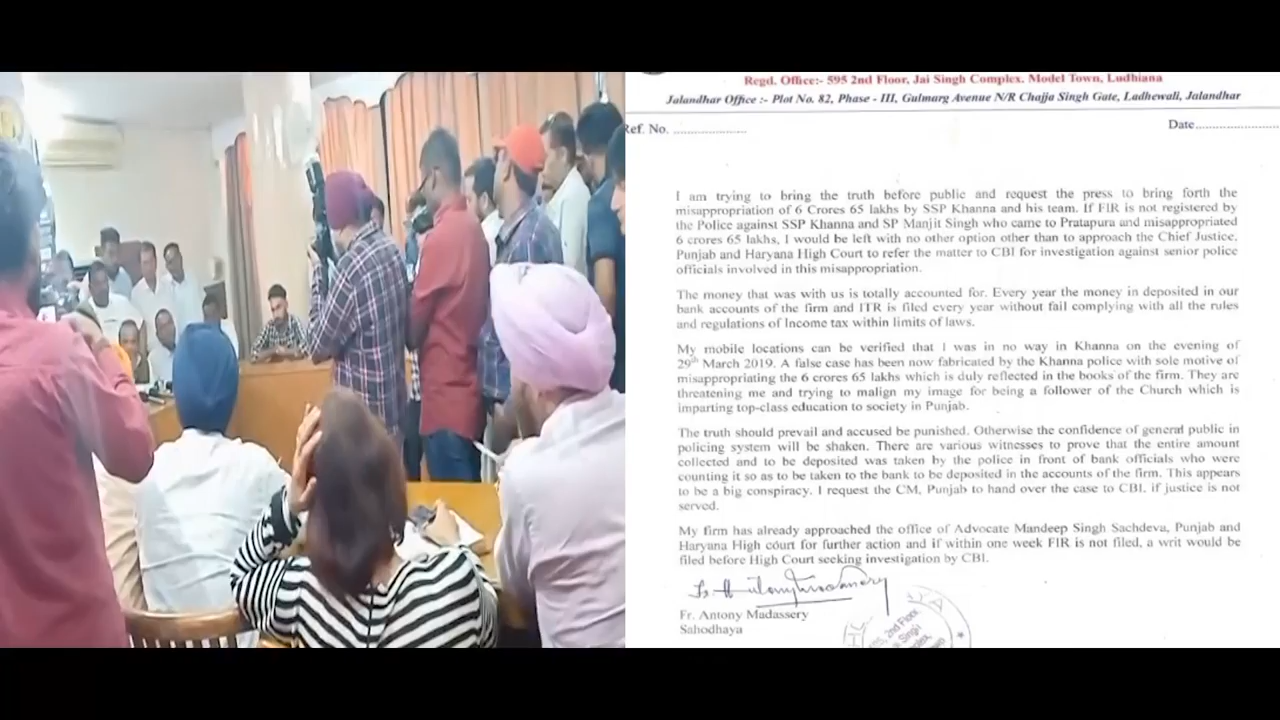 Regd. Office:- 595 2nd Floor, Jai Singh Complex. Model Town, Ludhiana
Jalandhar Office :- Plot No. 82, Phase - III, Gulmarg Avenue N/R Chajja Singh Gate, Ladhewali, Jalandhar
Ref. No. ......................
Date.........................
I am trying to bring the truth before public and request the press to bring forth the
misappropriation of 6 Crores 65 lakhs by SSP Khanna and his team. If FIR is not registered by
the Police against SSP Khanna and SP Manjit Singh who came to Pratapura and misappropriated
6 crores 65 lakhs, I would be left with no other option other than to approach the Chief Justice,
Punjab and Haryana High Court to refer the matter to CBI for investigation against senior police
officials involved in this misappropriation.
The money that was with us is totally accounted for. Every year the money in deposited in our
bank accounts of the firm and ITR is filed every year without fail complying with all the rules
and regulations of Income tax within limits of laws.
My mobile locations can be verified that I was in no way in Khanna on the evening of
29th March 2019. A false case has been now fabricated by the Khanna police with sole motive of
misappropriating the 6 crores 65 lakhs which is duly reflected in the books of the firm. They are
threatening me and trying to malign my image for being a follower of the Church which is
imparting top-class education to society in Punjab.
The truth should prevail and accused be punished. Otherwise the confidence of general public in
policing system will be shaken. There are various witnesses to prove that the entire amount
collected and to be deposited was taken by the police in front of bank officials who were
counting it so as to be taken to the bank to be deposited in the accounts of the firm. This appears
to be a big conspiracy. I request the CM, Punjab to hand over the case to CBI, if justice is not
served.
My firm has already approached the office of Advocate Mandeep Singh Sachdeva, Punjab and
Haryana High court for further action and if within one week FIR is not filed, a writ would be
filed before High Court seeking investigation by CBI.
Fr. Antony Madassery
Sahodhaya
2nd Floor
Singh